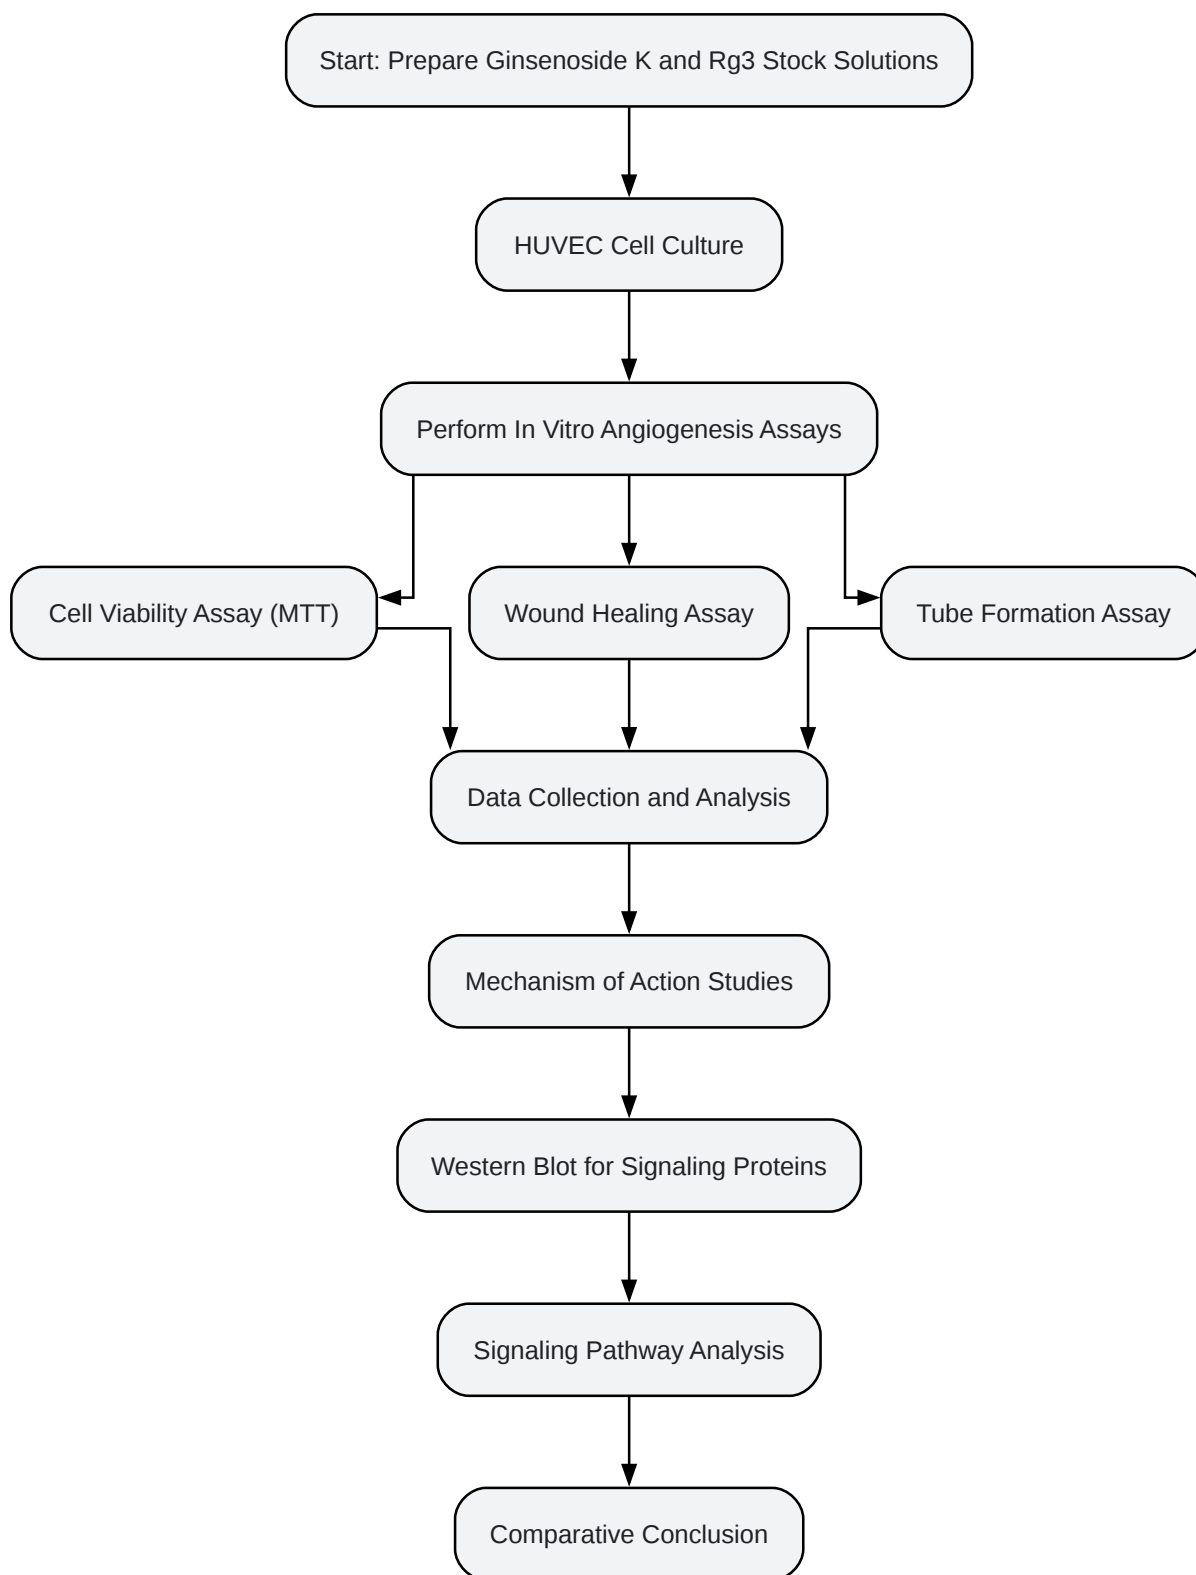 Start: Prepare Ginsenoside K and Rg3 Stock Solutions
HUVEC Cell Culture
Perform In Vitro Angiogenesis Assays
Cell Viability Assay (MTT)
Wound Healing Assay
Tube Formation Assay
Data Collection and Analysis
Mechanism of Action Studies
Western Blot for Signaling Proteins
Signaling Pathway Analysis
Comparative Conclusion